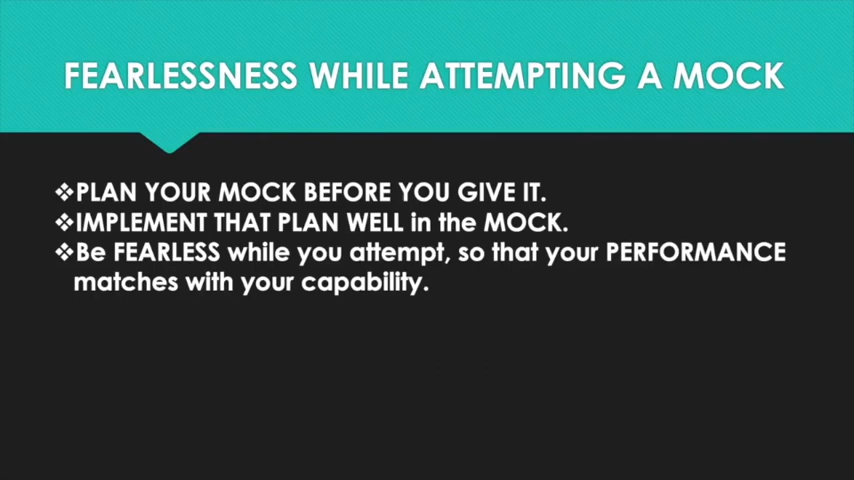 FEARLESSNESS WHILE ATTEMPTING A MOCK
❖PLAN YOUR MOCK BEFORE YOU GIVE IT.
❖IMPLEMENT THAT PLAN WELL in the MOCK.
❖Be FEARLESS while you attempt, so that your PERFORMANCE
matches with your capability.